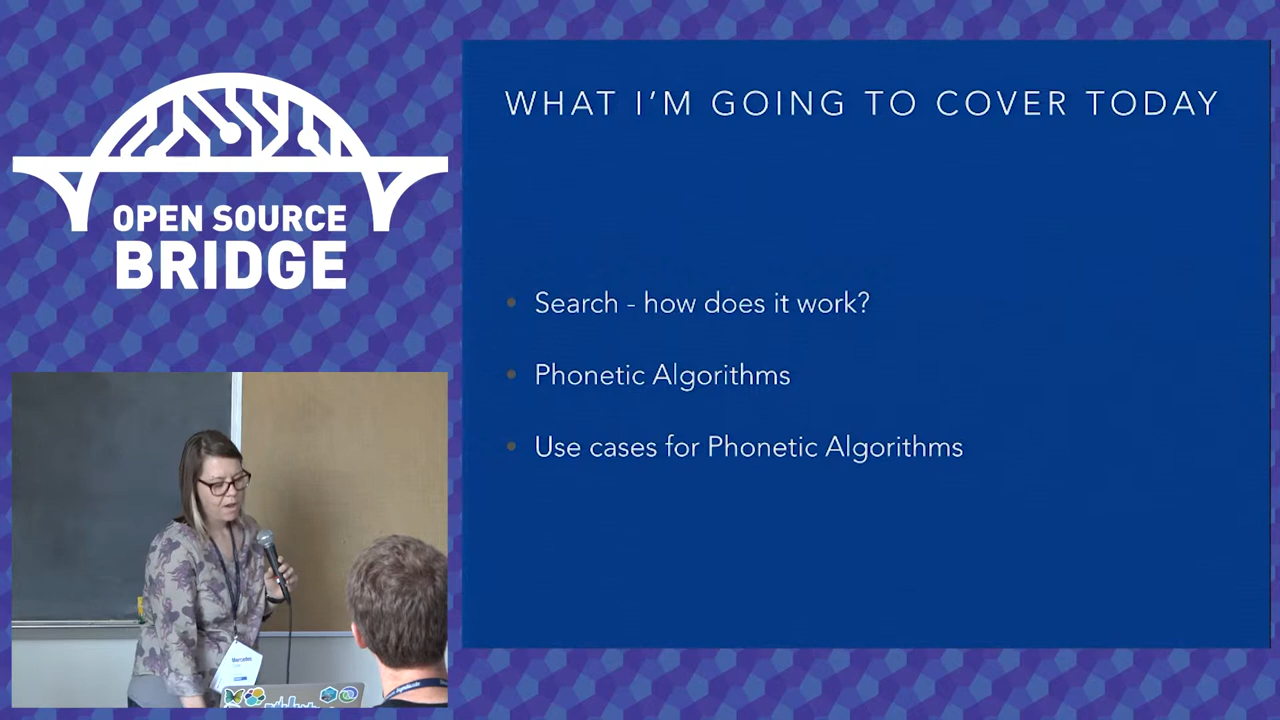 OPEN SOURCE
BRIDGE
WHAT I'M GOING TO COVER TODAY
Search - how does it work?
Phonetic Algorithms
Use cases for Phonetic Algorithms
Mercedes